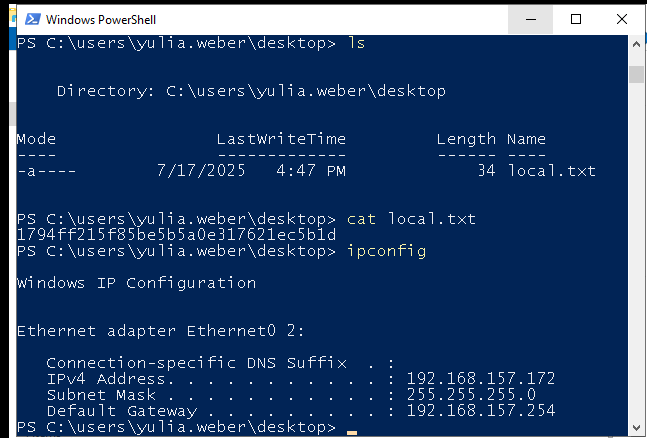 Windows PowerShell
PS C:\users\yulia.weber\desktop> ls
Directory: C:\users\yulia.weber\desktop
Mode LastWriteTime Length Name
---- ------------- ------ ----
-a---- 7/17/2025 4:47 PM 34 local.txt
PS C:\users\yulia.weber\desktop> cat local.txt
1794ff215f85be5b5a0e317621ec5b1d
PS C:\users\yulia.weber\desktop> ipconfig
Windows IP Configuration
Ethernet adapter Ethernet0 2:
Connection-specific DNS Suffix . :
IPv4 Address. . . . . . . . . . . : 192.168.157.172
Subnet Mask . . . . . . . . . . . : 255.255.255.0
Default Gateway . . . . . . . . . : 192.168.157.254
PS C:\users\yulia.weber\desktop>